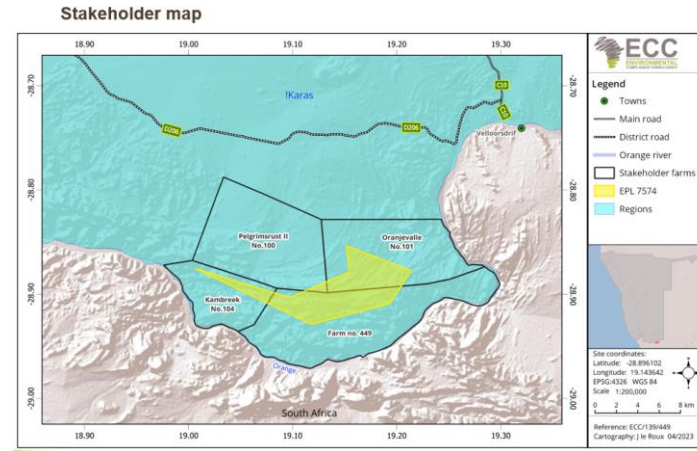 Stakeholder map
18.90
19.00
19.10
19.20
19.30
-28.70
-28.80
-28.90
-29.00
!Karas
D206
D206
C10
Velloorsdrif
Pelgrimsrust II
No.100
Oranjevalle
No.101
Kambreek
No.104
Farm no. 449
Orange
South Africa
-28.70
-28.80
-28.90
-29.00
18.90
19.00
19.10
19.20
19.30
ECC
ENVIRONMENTAL
COMPLIANCE CONSULTANCY
Legend
Towns
Main road
District road
Orange river
Stakeholder farms
EPL 7574
Regions
Site coordinates:
Latitude: -28.896102
Longitude: 19.143642
EPSG:4326 WGS 84
Scale 1:200,000
0 2 4 6 8 km
Reference: ECC/139/449
Cartography: J le Roux 04/2023